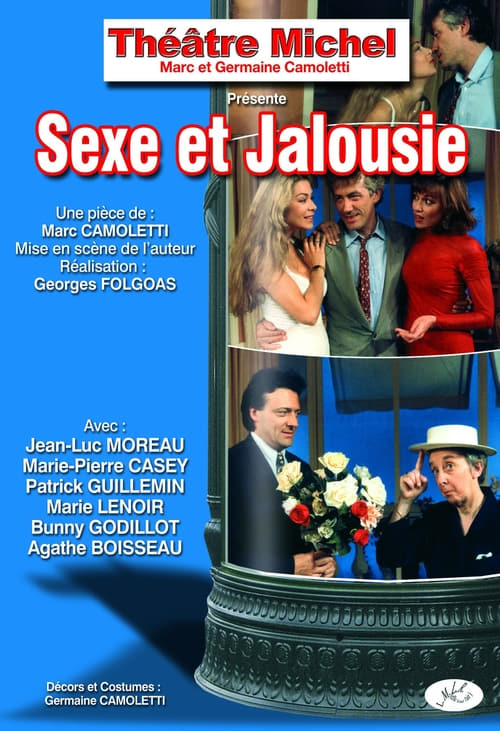 Théâtre Michel
Marc et Germaine Camoletti
Présente
Sexe et Jalousie
Une pièce de :
Marc CAMOLETTI
Mise en scène de l'auteur
Réalisation :
Georges FOLGOAS
Avec :
Jean-Luc MOREAU
Marie-Pierre CASEY
Patrick GUILLEMIN
Marie LENOIR
Bunny GODILLOT
Agathe BOISSEAU
Décors et Costumes :
Germaine CAMOLETTI